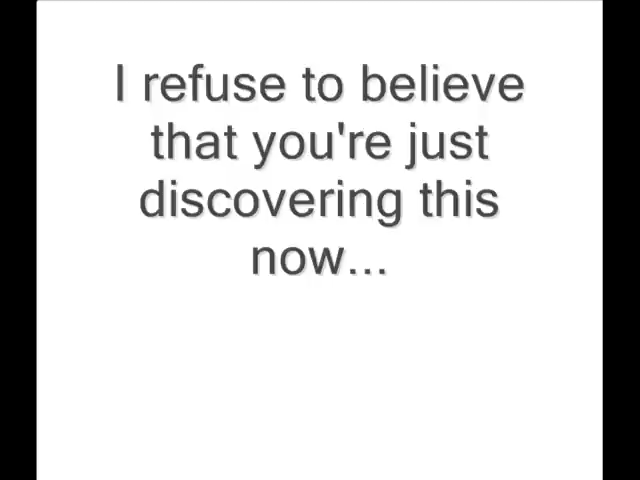 I refuse to believe
that you're just
discovering this
now...